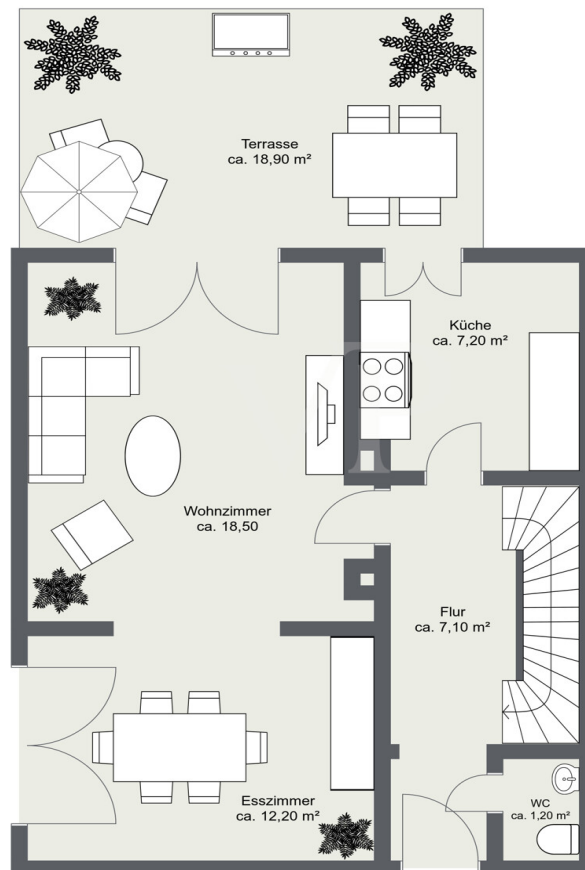 Terrasse
ca. 18,90 m²
Küche
ca. 7,20 m²
Wohnzimmer
ca. 18,50
Flur
ca. 7,10 m²
Esszimmer
ca. 12,20 m²
WC
ca. 1,20 m²